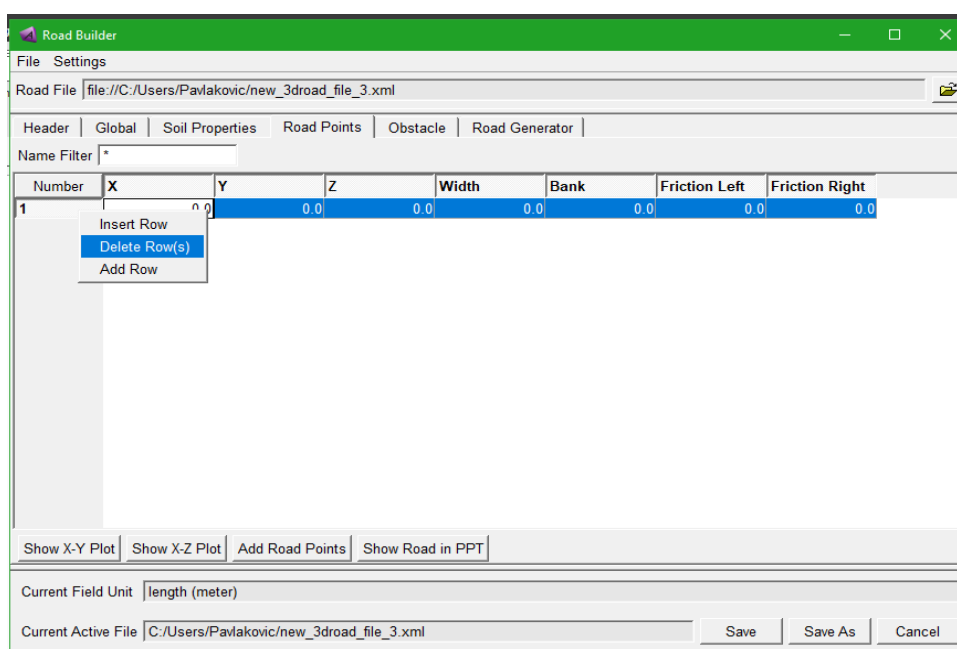 Road Builder
File Settings
Road File file://C:/Users/Pavlakovic/new_3droad_file_3.xml
Header Global Soil Properties Road Points Obstacle Road Generator
Name Filter *
Number X Y Z Width Bank Friction Left Friction Right
1 0.0 0.0 0.0 0.0 0.0 0.0 0.0
Insert Row
Delete Row(s)
Add Row
Show X-Y Plot Show X-Z Plot Add Road Points Show Road in PPT
Current Field Unit length (meter)
Current Active File C:/Users/Pavlakovic/new_3droad_file_3.xml Save Save As Cancel